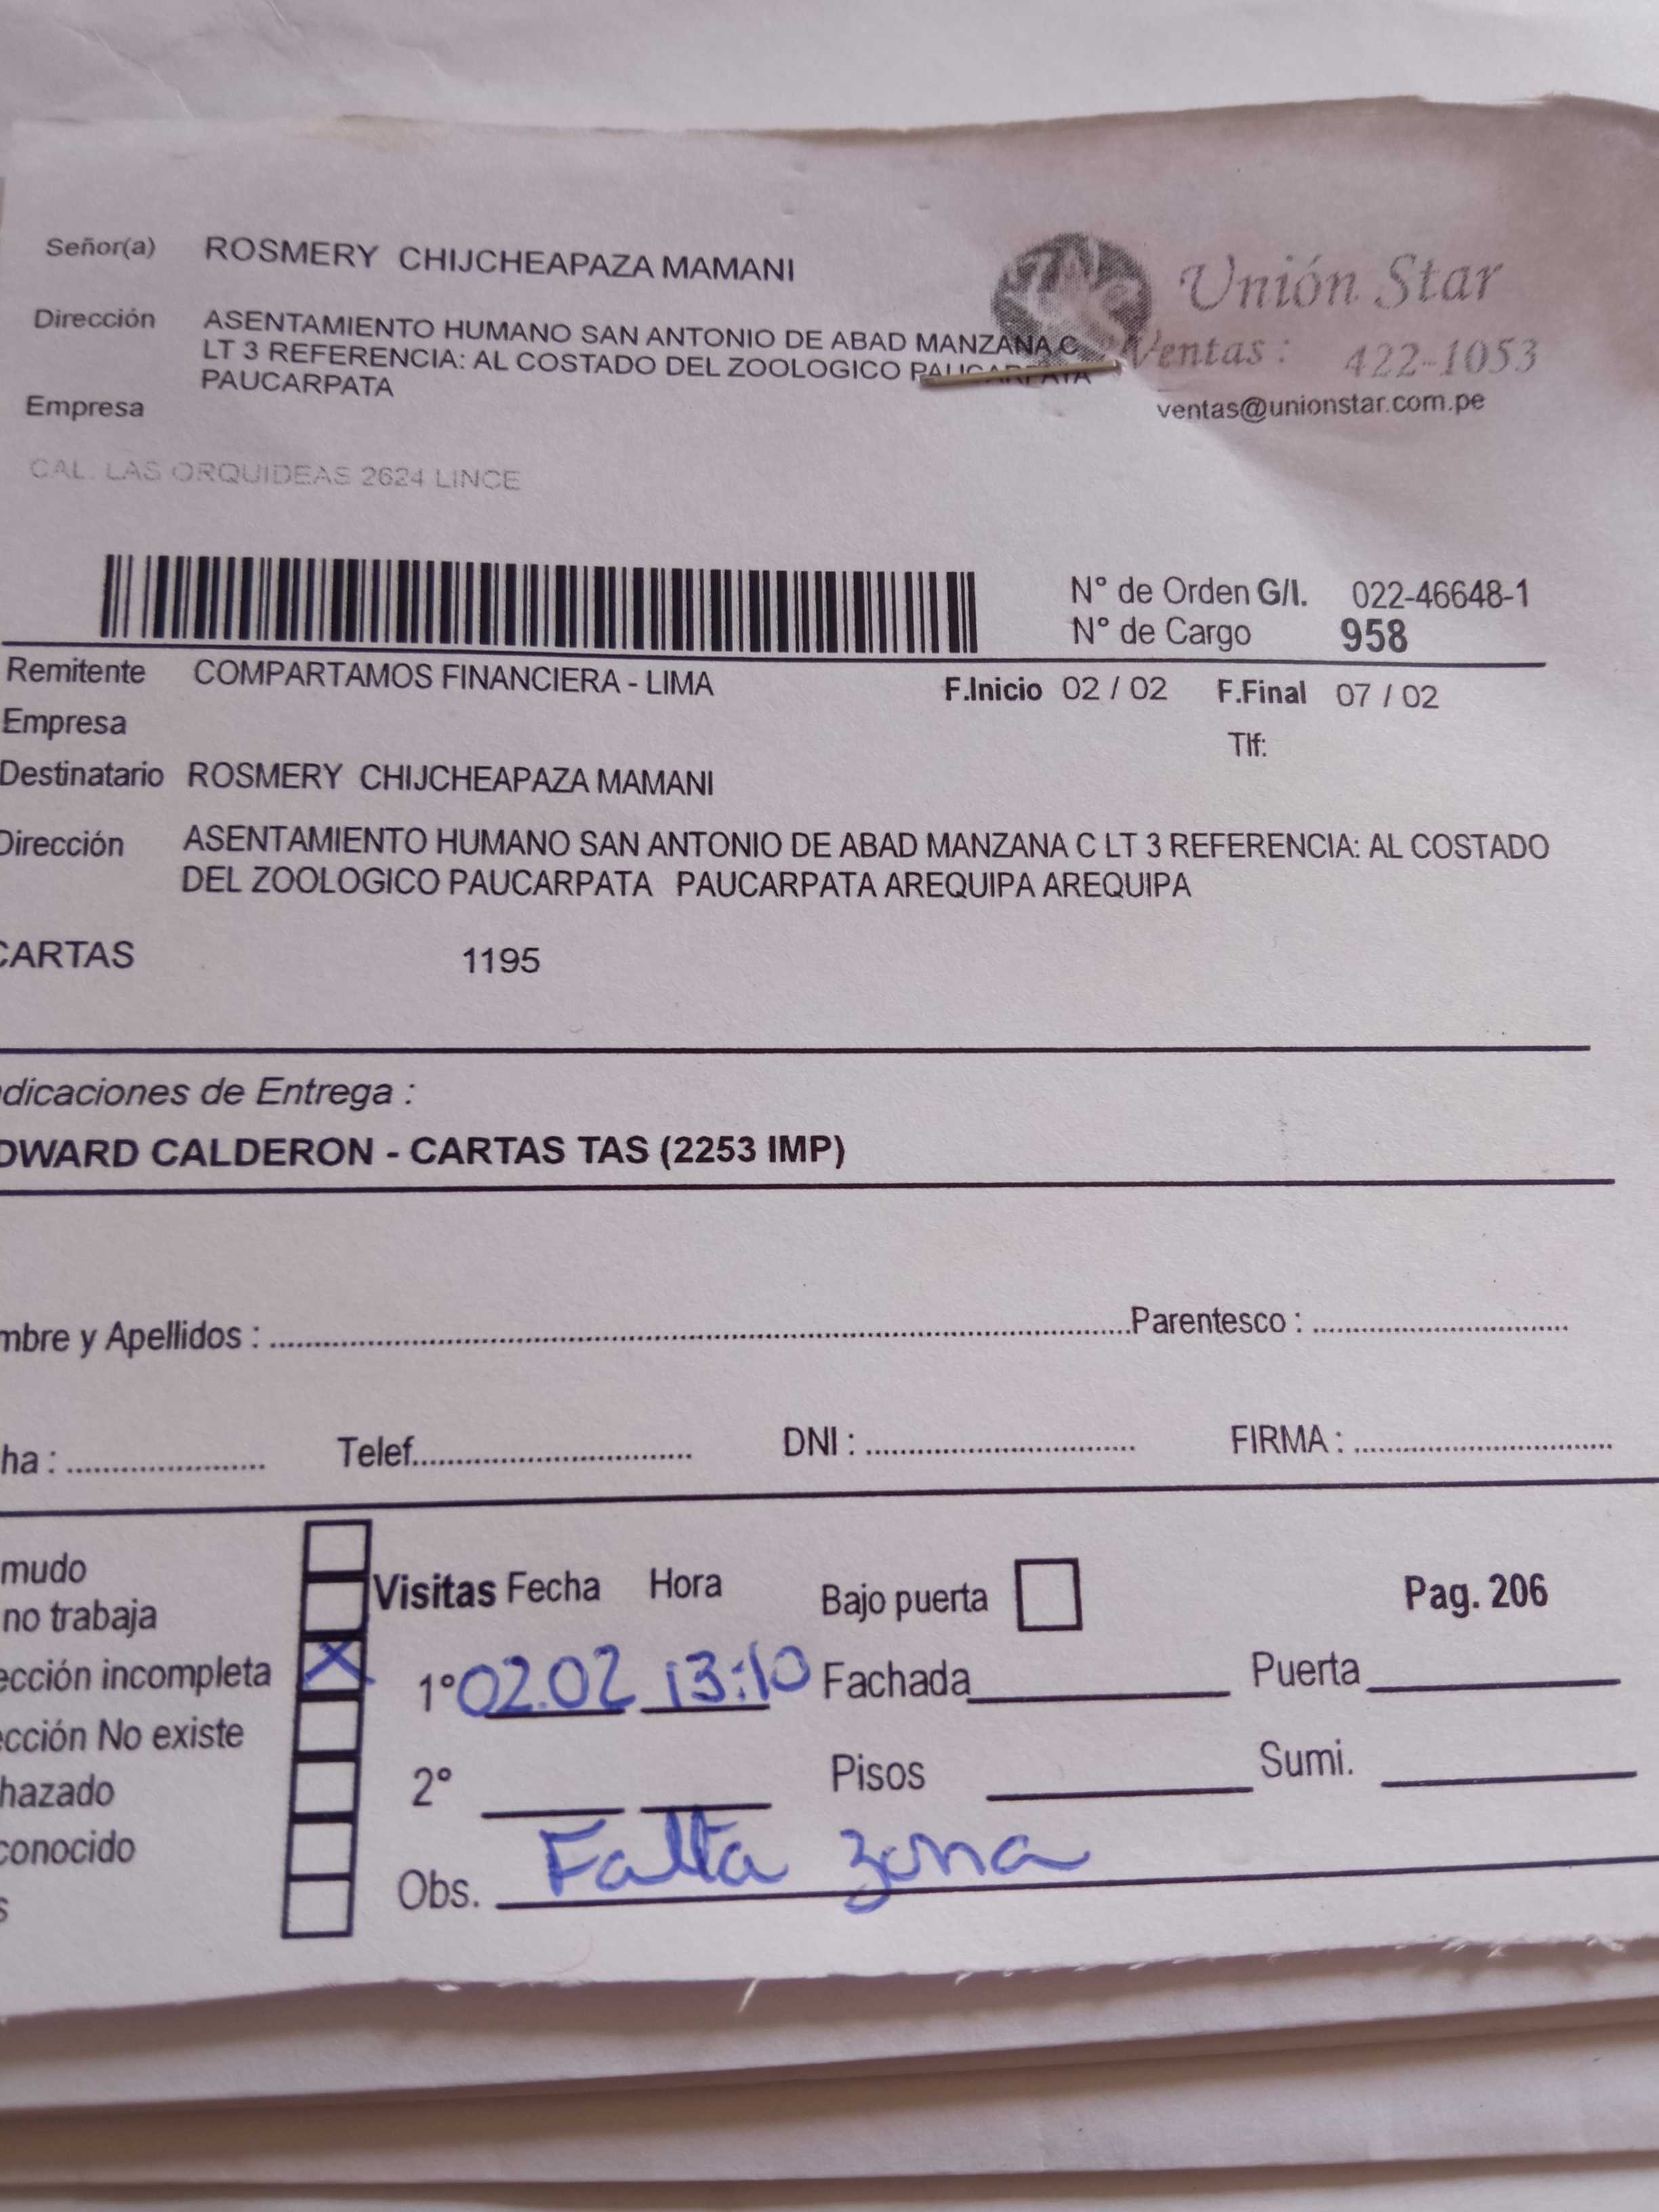 Señor(a) ROSMERY CHIJCHEAPAZA MAMANI
Unión Star
Dirección ASENTAMIENTO HUMANO SAN ANTONIO DE ABAD MANZANA C
LT 3 REFERENCIA: AL COSTADO DEL ZOOLOGICO PAUCARPATA
PAUCARPATA
Ventas : 422-1053
ventas@unionstar.com.pe
Empresa
CAL. LAS ORQUIDEAS 2624 LINCE
N° de Orden G/I. 022-46648-1
N° de Cargo 958
Remitente COMPARTAMOS FINANCIERA - LIMA
F.Inicio 02 / 02 F.Final 07 / 02
Empresa
Tlf:
Destinatario ROSMERY CHIJCHEAPAZA MAMANI
Dirección ASENTAMIENTO HUMANO SAN ANTONIO DE ABAD MANZANA C LT 3 REFERENCIA: AL COSTADO
DEL ZOOLOGICO PAUCARPATA PAUCARPATA AREQUIPA AREQUIPA
CARTAS 1195
dicaciones de Entrega :
DWARD CALDERON - CARTAS TAS (2253 IMP)
mbre y Apellidos : Parentesco :
ha : Telef. DNI : FIRMA :
mudo
no trabaja
Visitas Fecha Hora Bajo puerta Pag. 206
ección incompleta X 1° 02.02 13:10 Fachada Puerta
ección No existe
hazado 2° Pisos Sumi.
conocido
Obs. Falta zona
s